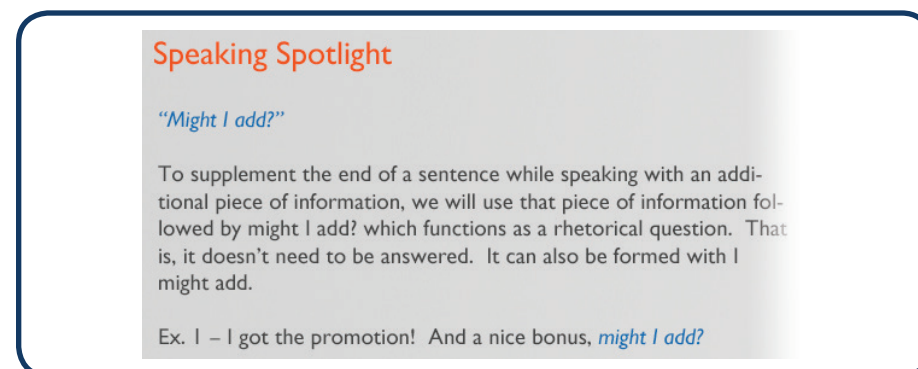 Speaking Spotlight
“Might I add?”
To supplement the end of a sentence while speaking with an addi-
tional piece of information, we will use that piece of information fol-
lowed by might I add? which functions as a rhetorical question.  That
is, it doesn’t need to be answered.  It can also be formed with I
might add.
Ex. 1 – I got the promotion!  And a nice bonus, might I add?